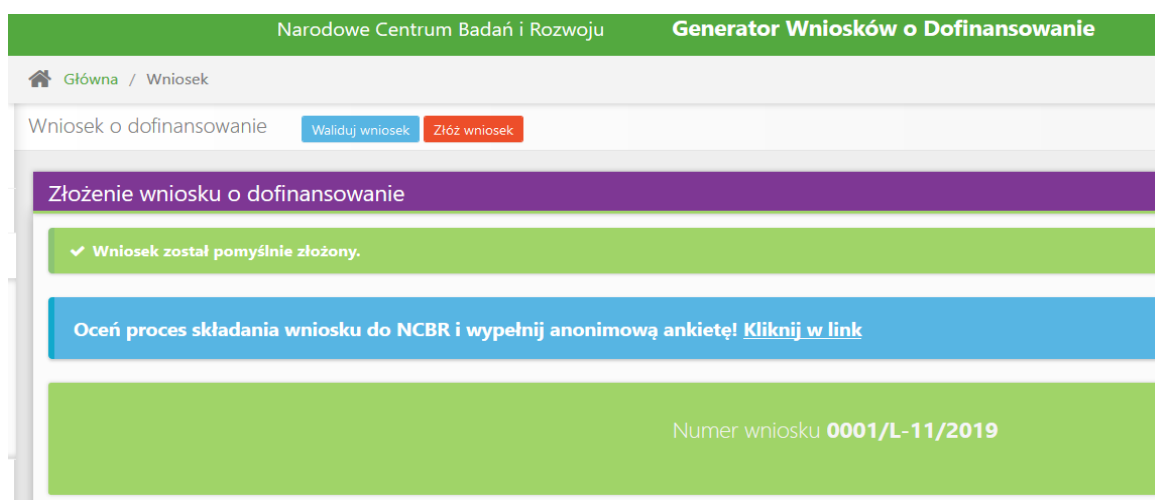 Narodowe Centrum Badań i Rozwoju Generator Wniosków o Dofinansowanie
Główna / Wniosek
Wniosek o dofinansowanie Waliduj wniosek Złóż wniosek
Złożenie wniosku o dofinansowanie
✔ Wniosek został pomyślnie złożony.
Oceń proces składania wniosku do NCBR i wypełnij anonimową ankietę! Kliknij w link
Numer wniosku 0001/L-11/2019